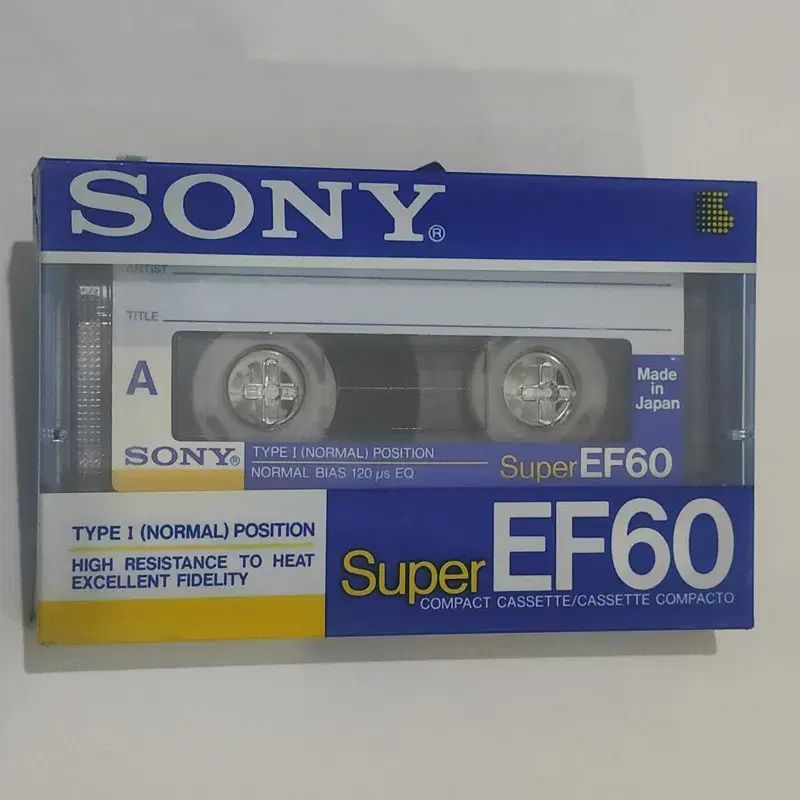 SONY®
ARTIST
TITLE
A
Made
in
Japan
SONY®
TYPE I (NORMAL) POSITION
NORMAL BIAS 120 µs EQ
Super EF60
TYPE I (NORMAL) POSITION
HIGH RESISTANCE TO HEAT
EXCELLENT FIDELITY
Super EF60
COMPACT CASSETTE/CASSETTE COMPACTO